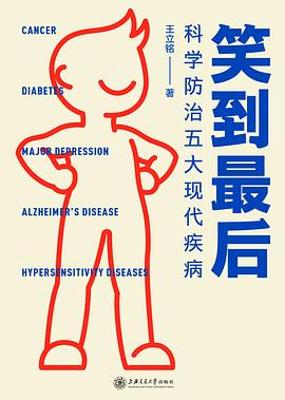 CANCER
DIABETES
MAJOR DEPRESSION
ALZHEIMER'S DISEASE
HYPERSENSITIVITY DISEASES
笑到最后
科学防治五大现代疾病
王立铭——著
上海交通大学出版社